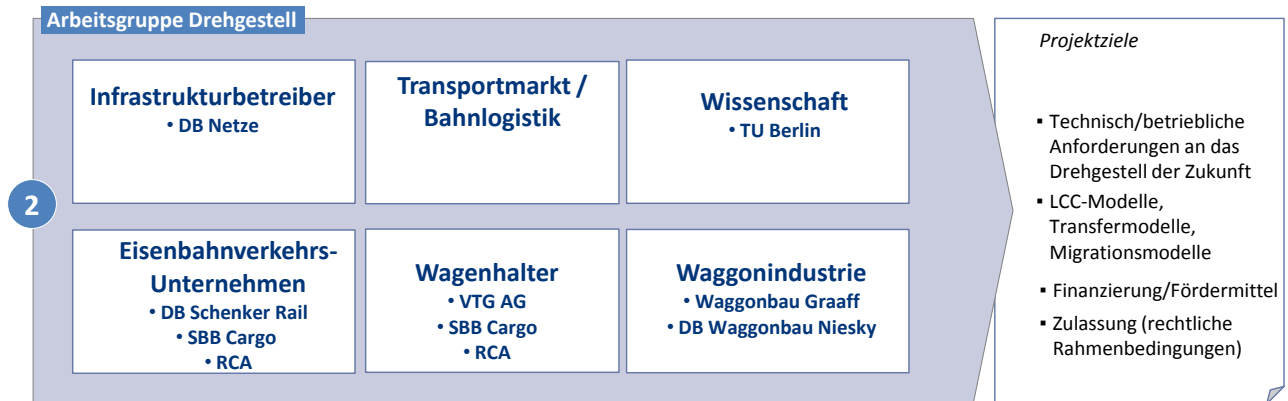 Arbeitsgruppe Drehgestell
2
Infrastrukturbetreiber
• DB Netze
Transportmarkt /
Bahnlogistik
Wissenschaft
• TU Berlin
Eisenbahnverkehrs-
Unternehmen
• DB Schenker Rail
• SBB Cargo
• RCA
Wagenhalter
• VTG AG
• SBB Cargo
• RCA
Waggonindustrie
• Waggonbau Graaff
• DB Waggonbau Niesky
Projektziele
▪ Technisch/betriebliche
Anforderungen an das
Drehgestell der Zukunft
▪ LCC-Modelle,
Transfermodelle,
Migrationsmodelle
▪ Finanzierung/Fördermittel
▪ Zulassung (rechtliche
Rahmenbedingungen)